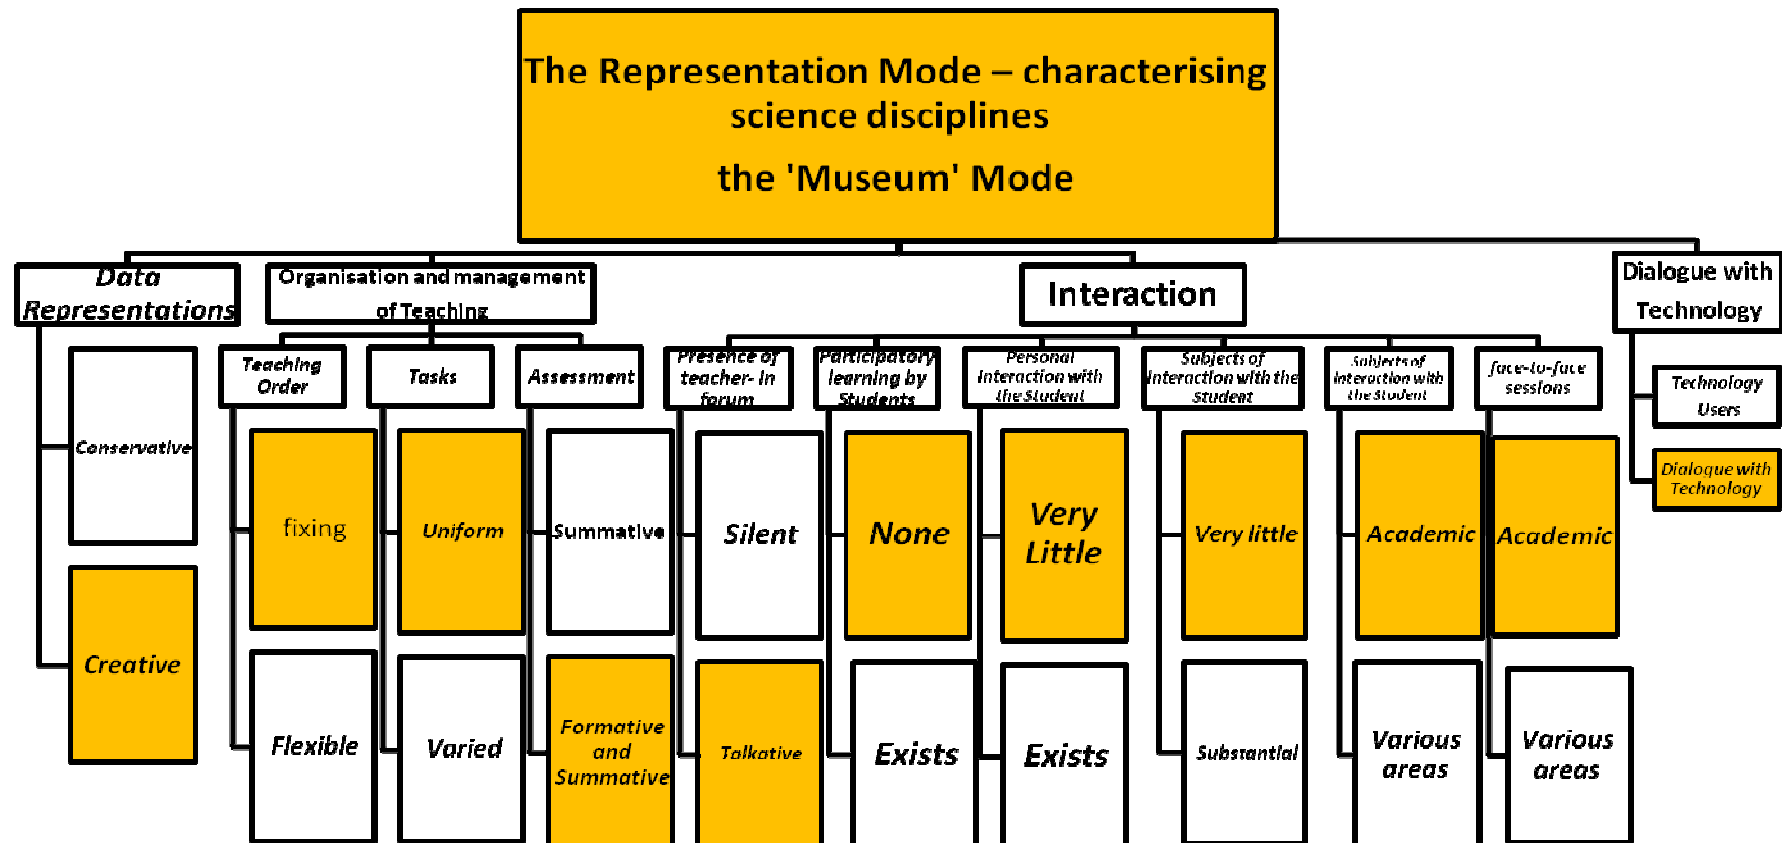 The Representation Mode – characterising
science disciplines
the 'Museum' Mode
Data
Representations
Organisation and management
of Teaching
Interaction
Dialogue with
Technology
Teaching
Order
Tasks
Assessment
Presence of
teacher- in
forum
Participatory
learning by
Students
Personal
Interaction with
the Student
Subjects of
Interaction with the
Student
Subjects of
Interaction with
the Student
face-to-face
sessions
Technology
Users
Dialogue with
Technology
Conservative
fixing
Uniform
Summative
Silent
None
Very
Little
Very little
Academic
Academic
Creative
Flexible
Varied
Formative
and
Summative
Talkative
Exists
Exists
Substantial
Various
areas
Various
areas